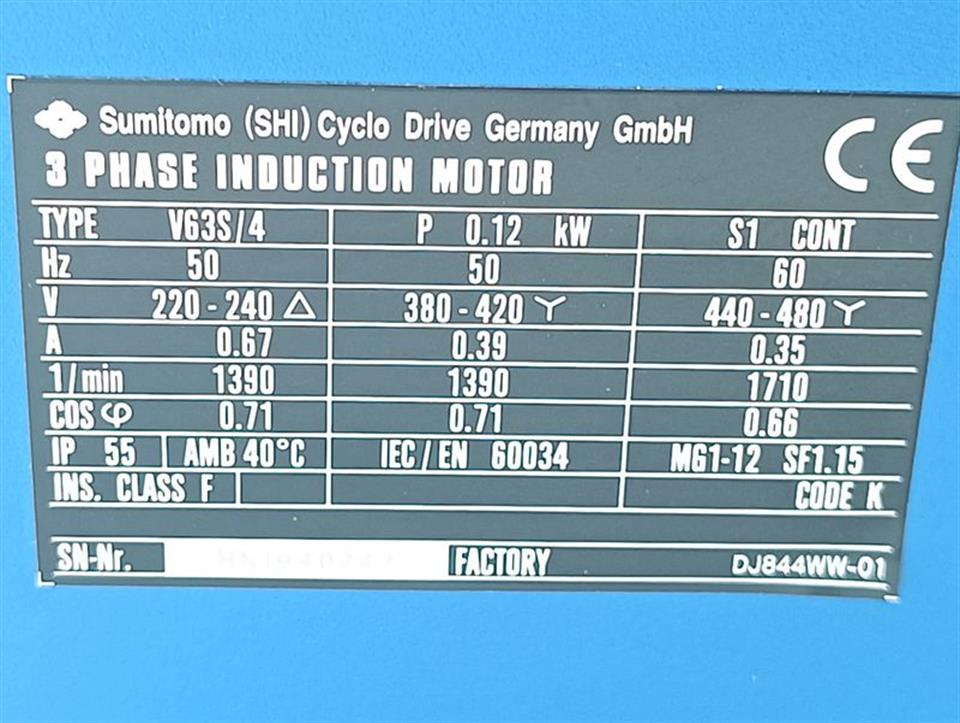 Sumitomo (SHI) Cyclo Drive Germany GmbH
CE
3 PHASE INDUCTION MOTOR
TYPE V63S/4 P 0.12 kW S1 CONT
Hz 50 50 60
V 220-240 △ 380-420 Y 440-480 Y
A 0.67 0.39 0.35
1/min 1390 1390 1710
COS φ 0.71 0.71 0.66
IP 55 AMB 40°C IEC/EN 60034 MG1-12 SF1.15
INS. CLASS F CODE K
SN-Nr. FACTORY DJ844WW-01